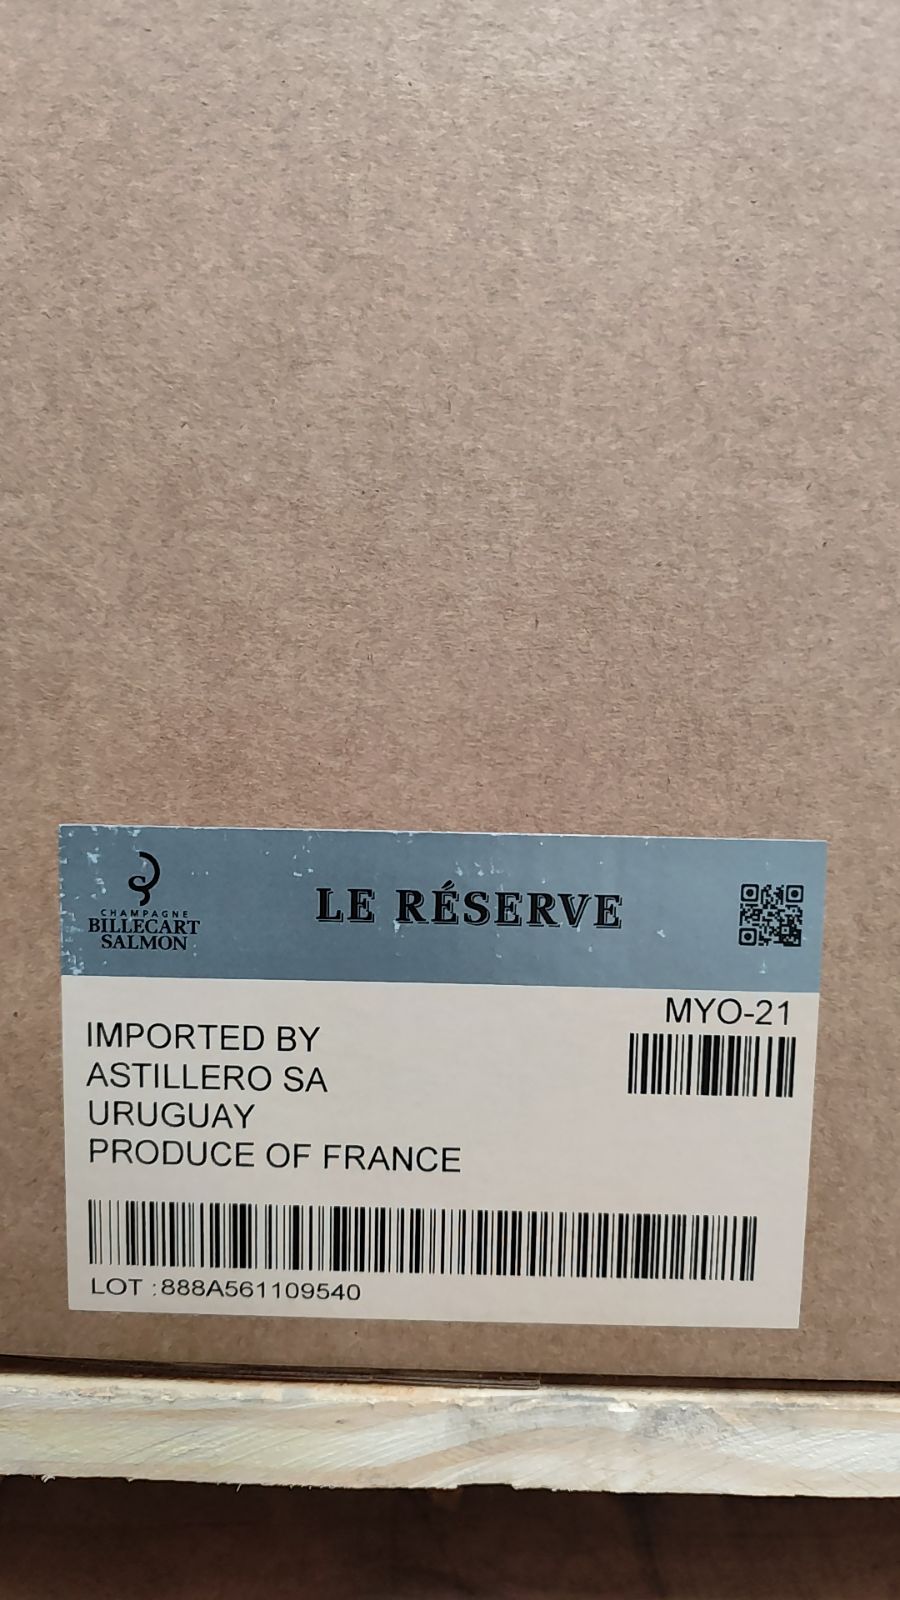 CHAMPAGNE
BILLECART
SALMON
LE RÉSERVE
MYO-21
IMPORTED BY
ASTILLERO SA
URUGUAY
PRODUCE OF FRANCE
LOT :888A561109540